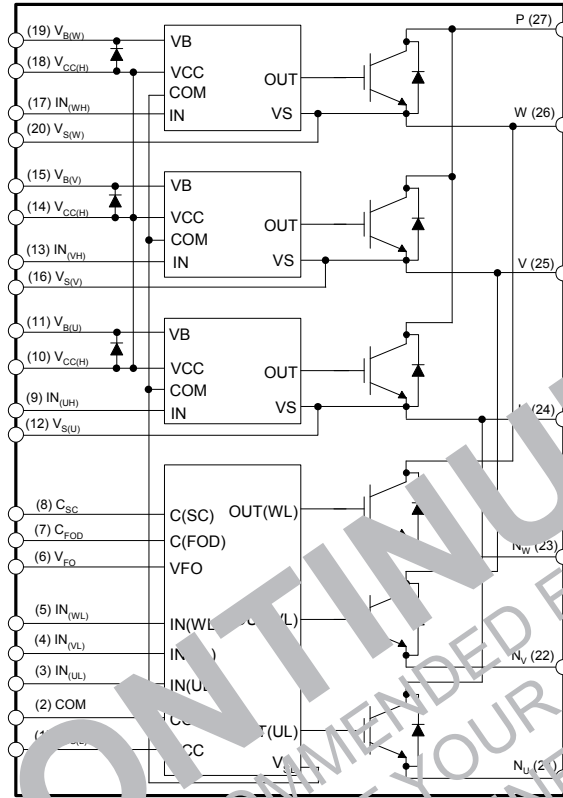 (19) VB(W)
(18) VCC(H)
(17) IN(WH)
(20) VS(W)
VB
VCC
COM
IN
OUT
VS
P (27)
W (26)
(15) VB(V)
(14) VCC(H)
(13) IN(VH)
(16) VS(V)
VB
VCC
COM
IN
OUT
VS
V (25)
(11) VB(U)
(10) VCC(H)
(9) IN(UH)
(12) VS(U)
VB
VCC
COM
IN
OUT
VS
(24)
(8) CSC
(7) CFOD
(6) VFO
(5) IN(WL)
(4) IN(VL)
(3) IN(UL)
(2) COM
C(SC)
C(FOD)
VFO
IN(WL
IN(UL
OUT(WL)
NW (23)
NV (22)
NU (21)
ONTINU
OMMENDED
YOUR